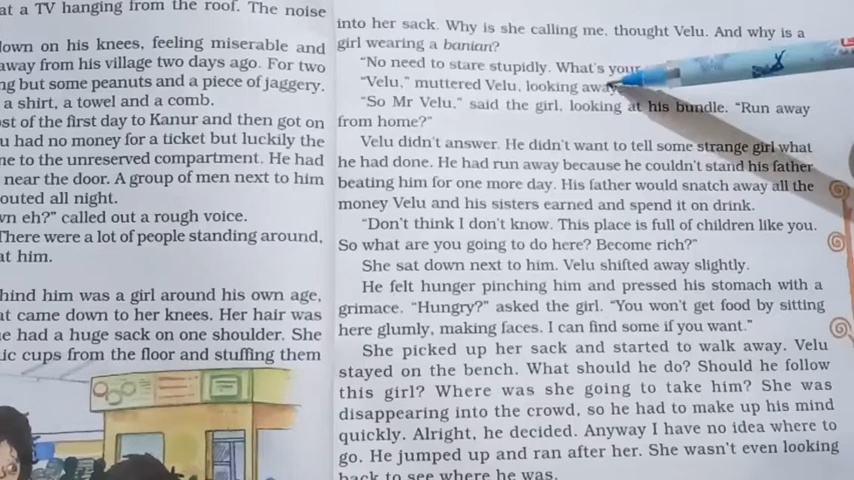 at a TV hanging from the roof. The noise
down on his knees, feeling miserable and
away from his village two days ago. For two
ng but some peanuts and a piece of jaggery.
a shirt, a towel and a comb.
ost of the first day to Kanur and then got on
u had no money for a ticket but luckily the
me to the unreserved compartment. He had
near the door. A group of men next to him
outed all night.
wn eh?" called out a rough voice.
There were a lot of people standing around,
at him.
hind him was a girl around his own age,
at came down to her knees. Her hair was
e had a huge sack on one shoulder. She
ic cups from the floor and stuffing them
into her sack. Why is she calling me, thought Velu. And why is a
girl wearing a banian?
"No need to stare stupidly. What's your
"Velu," muttered Velu, looking away.
"So Mr Velu," said the girl, looking at his bundle. "Run away
from home?"
Velu didn't answer. He didn't want to tell some strange girl what
he had done. He had run away because he couldn't stand his father
beating him for one more day. His father would snatch away all the
money Velu and his sisters earned and spend it on drink.
"Don't think I don't know. This place is full of children like you.
So what are you going to do here? Become rich?"
She sat down next to him. Velu shifted away slightly.
He felt hunger pinching him and pressed his stomach with a
grimace. "Hungry?" asked the girl. "You won't get food by sitting
here glumly, making faces. I can find some if you want."
She picked up her sack and started to walk away. Velu
stayed on the bench. What should he do? Should he follow
this girl? Where was she going to take him? She was
disappearing into the crowd, so he had to make up his mind
quickly. Alright, he decided. Anyway I have no idea where to
go. He jumped up and ran after her. She wasn't even looking
back to see where he was.